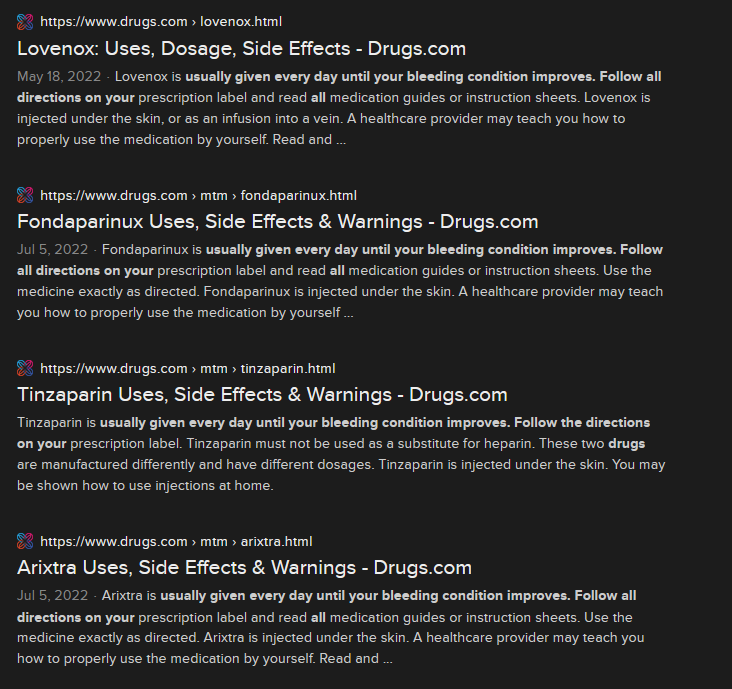 https://www.drugs.com › lovenox.html
Lovenox: Uses, Dosage, Side Effects - Drugs.com
May 18, 2022 · Lovenox is usually given every day until your bleeding condition improves. Follow all
directions on your prescription label and read all medication guides or instruction sheets. Lovenox is
injected under the skin, or as an infusion into a vein. A healthcare provider may teach you how to
properly use the medication by yourself. Read and ...
https://www.drugs.com › mtm › fondaparinux.html
Fondaparinux Uses, Side Effects & Warnings - Drugs.com
Jul 5, 2022 · Fondaparinux is usually given every day until your bleeding condition improves. Follow
all directions on your prescription label and read all medication guides or instruction sheets. Use the
medicine exactly as directed. Fondaparinux is injected under the skin. A healthcare provider may teach
you how to properly use the medication by yourself ...
https://www.drugs.com › mtm › tinzaparin.html
Tinzaparin Uses, Side Effects & Warnings - Drugs.com
Tinzaparin is usually given every day until your bleeding condition improves. Follow the directions
on your prescription label. Tinzaparin must not be used as a substitute for heparin. These two drugs
are manufactured differently and have different dosages. Tinzaparin is injected under the skin. You may
be shown how to use injections at home.
https://www.drugs.com › mtm › arixtra.html
Arixtra Uses, Side Effects & Warnings - Drugs.com
Jul 5, 2022 · Arixtra is usually given every day until your bleeding condition improves. Follow all
directions on your prescription label and read all medication guides or instruction sheets. Use the
medicine exactly as directed. Arixtra is injected under the skin. A healthcare provider may teach you
how to properly use the medication by yourself. Read and ...